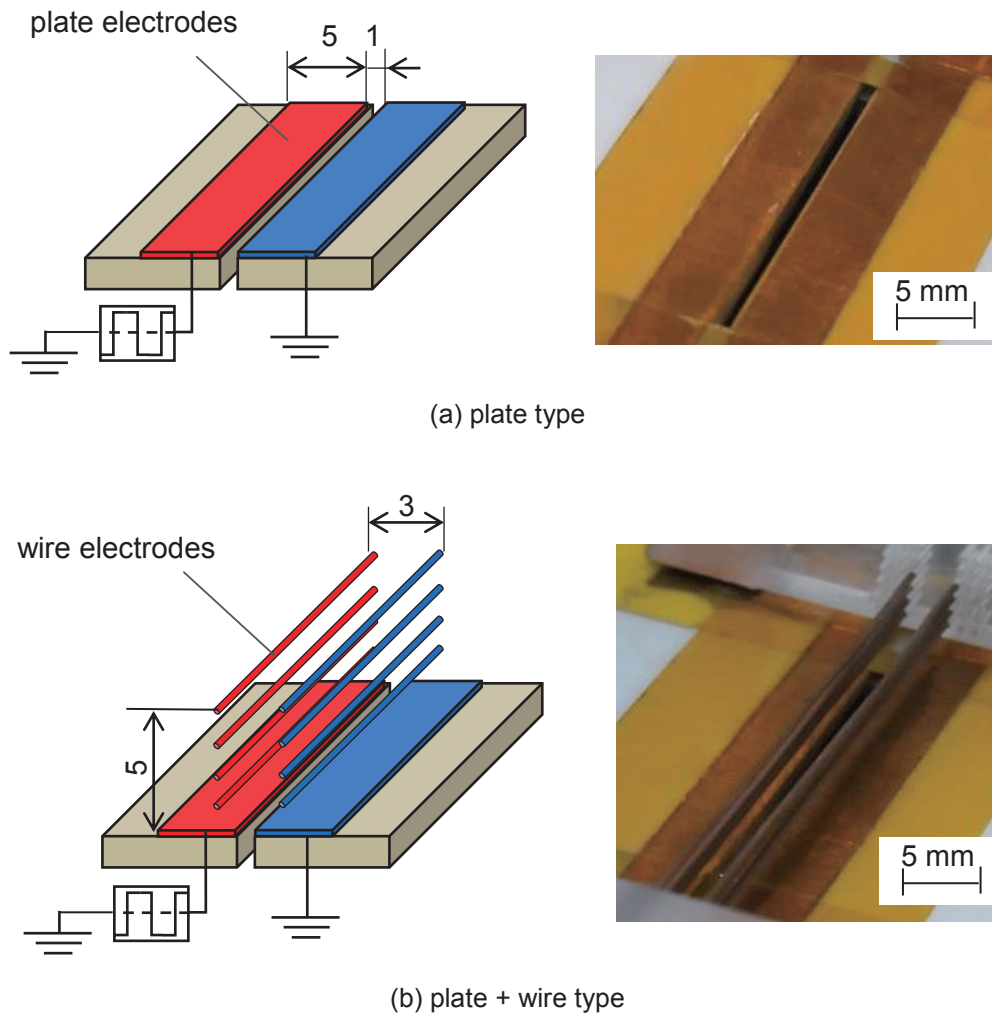 plate electrodes
5
1
5 mm
(a) plate type
3
wire electrodes
5
5 mm
(b) plate + wire type